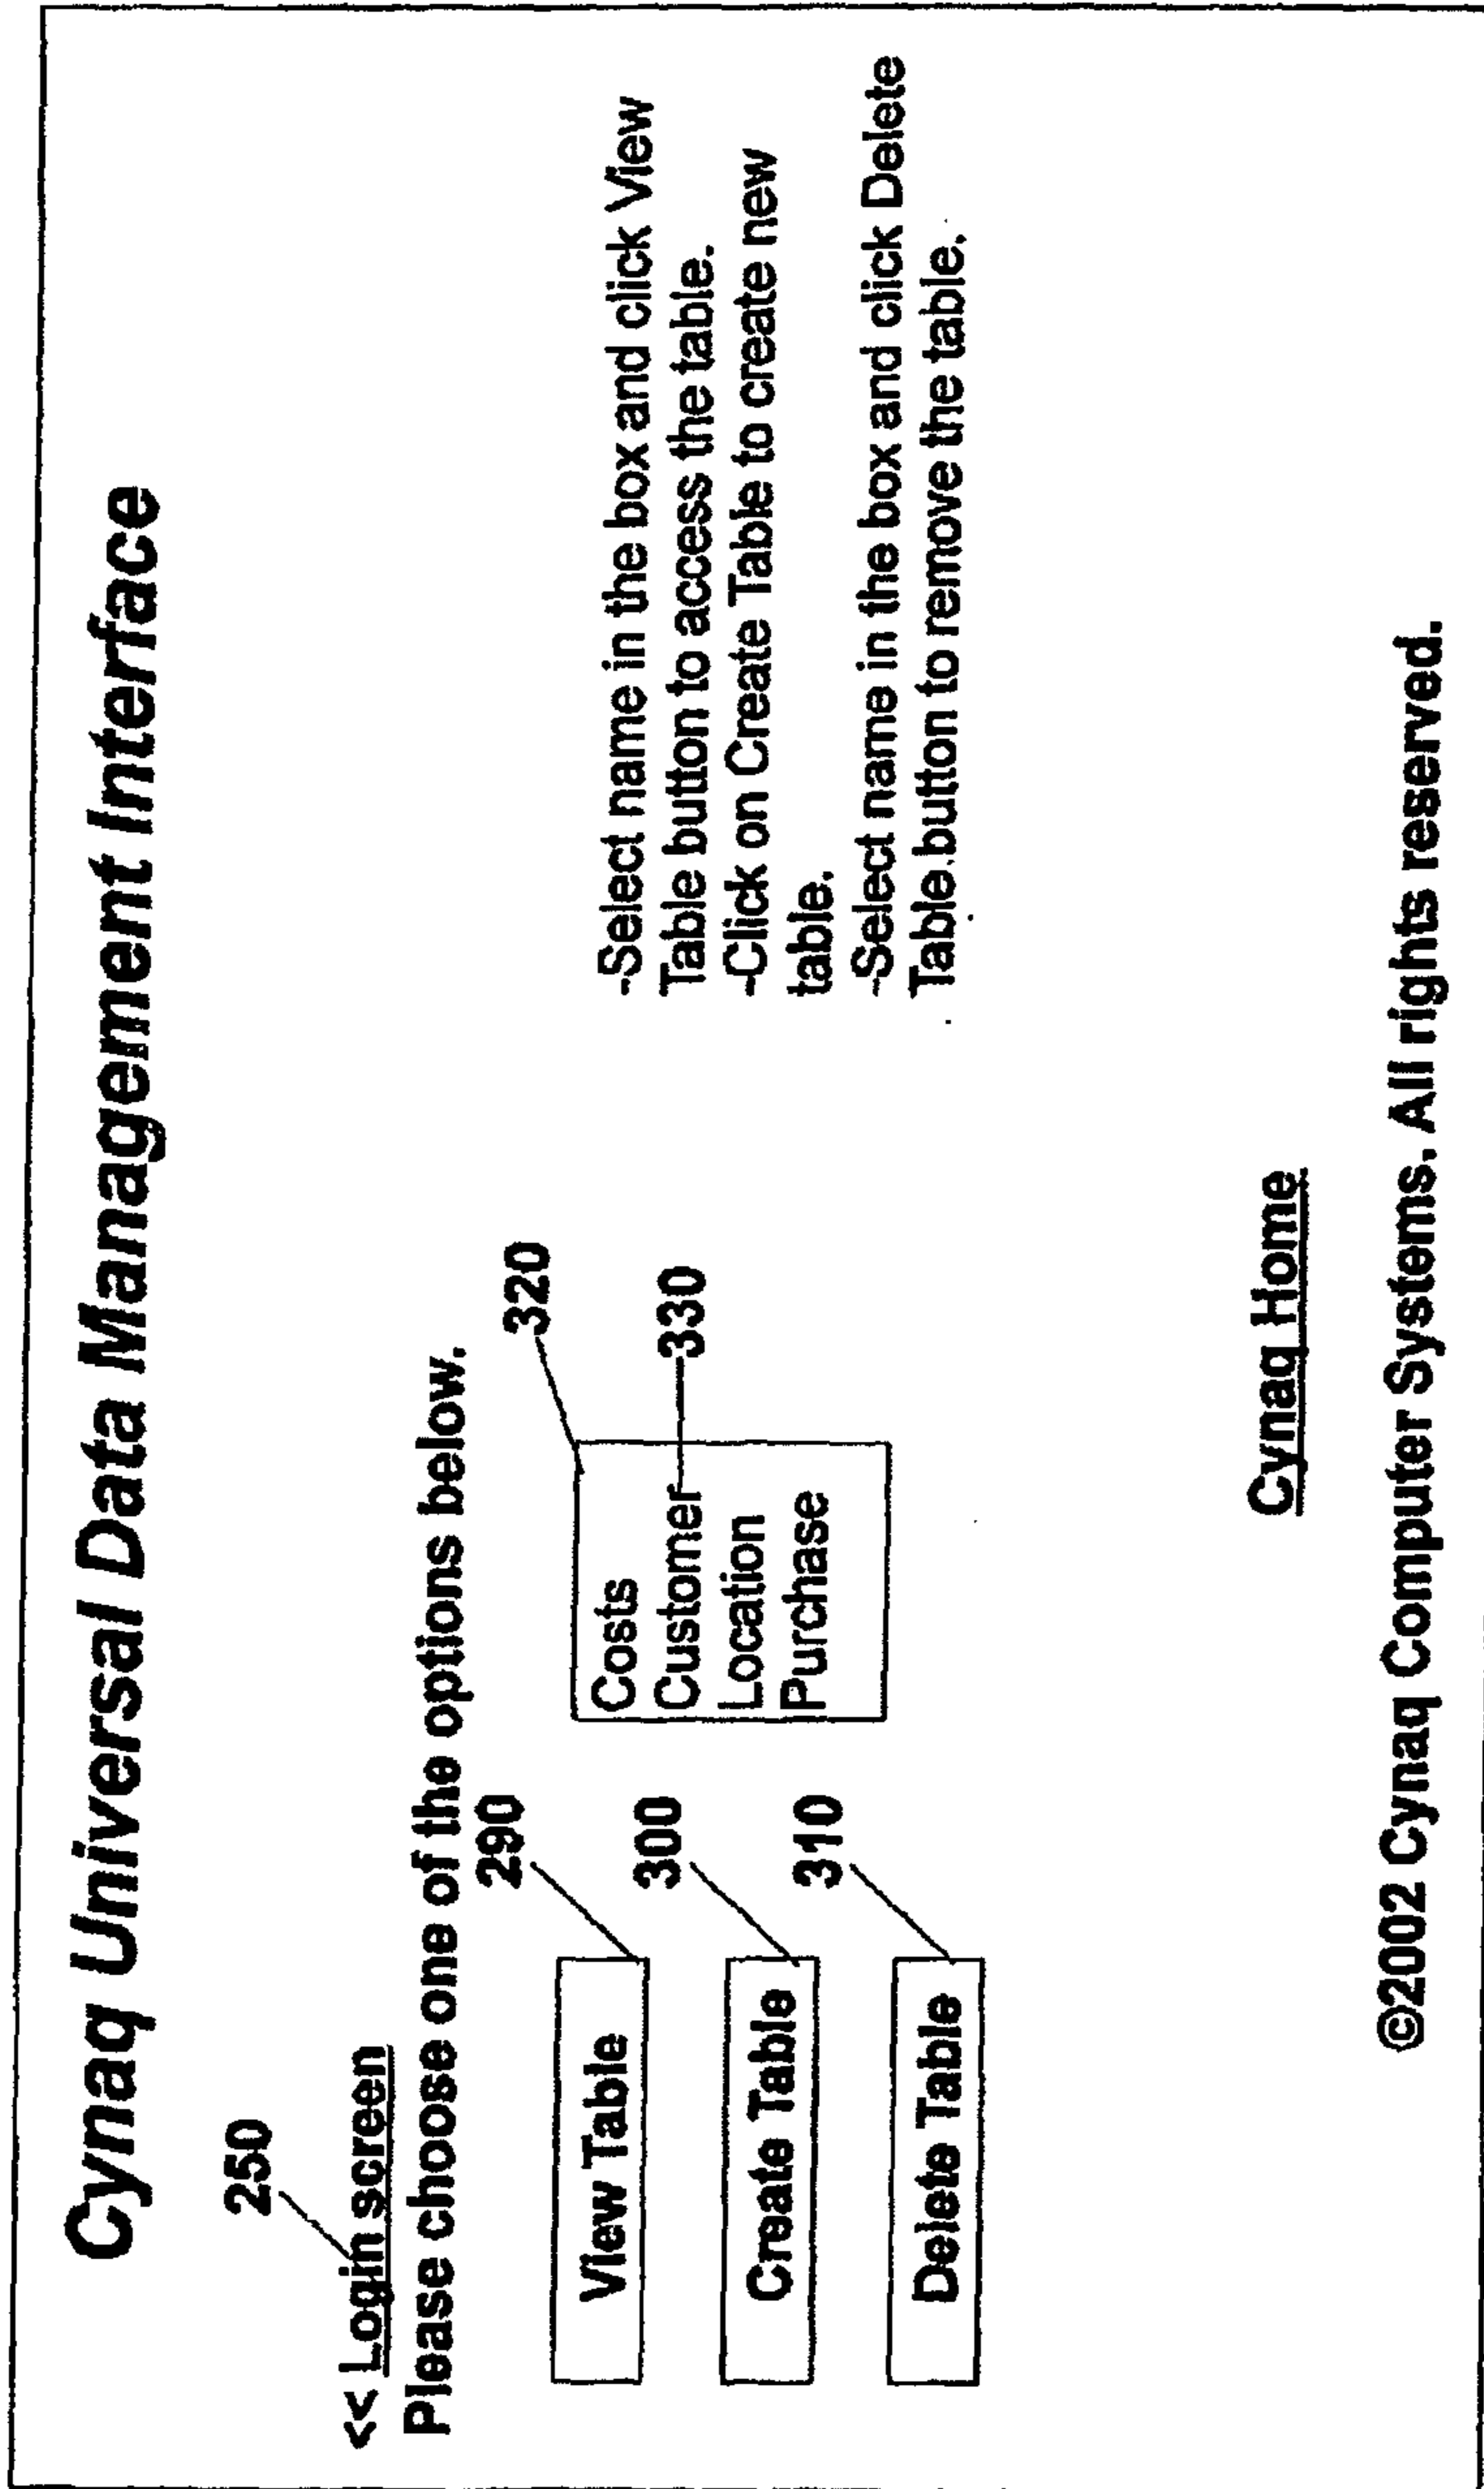 Cynaq Universal Data Management Interface
250
<< Login screen
Please choose one of the options below.
290
View Table
300
Create Table
310
Delete Table
320
Costs
Customer
330
Location
Purchase
-Select name in the box and click View
Table button to access the table.
-Click on Create Table to create new
table.
-Select name in the box and click Delete
Table button to remove the table.
Cynaq Home
©2002 Cynaq Computer Systems. All rights reserved.